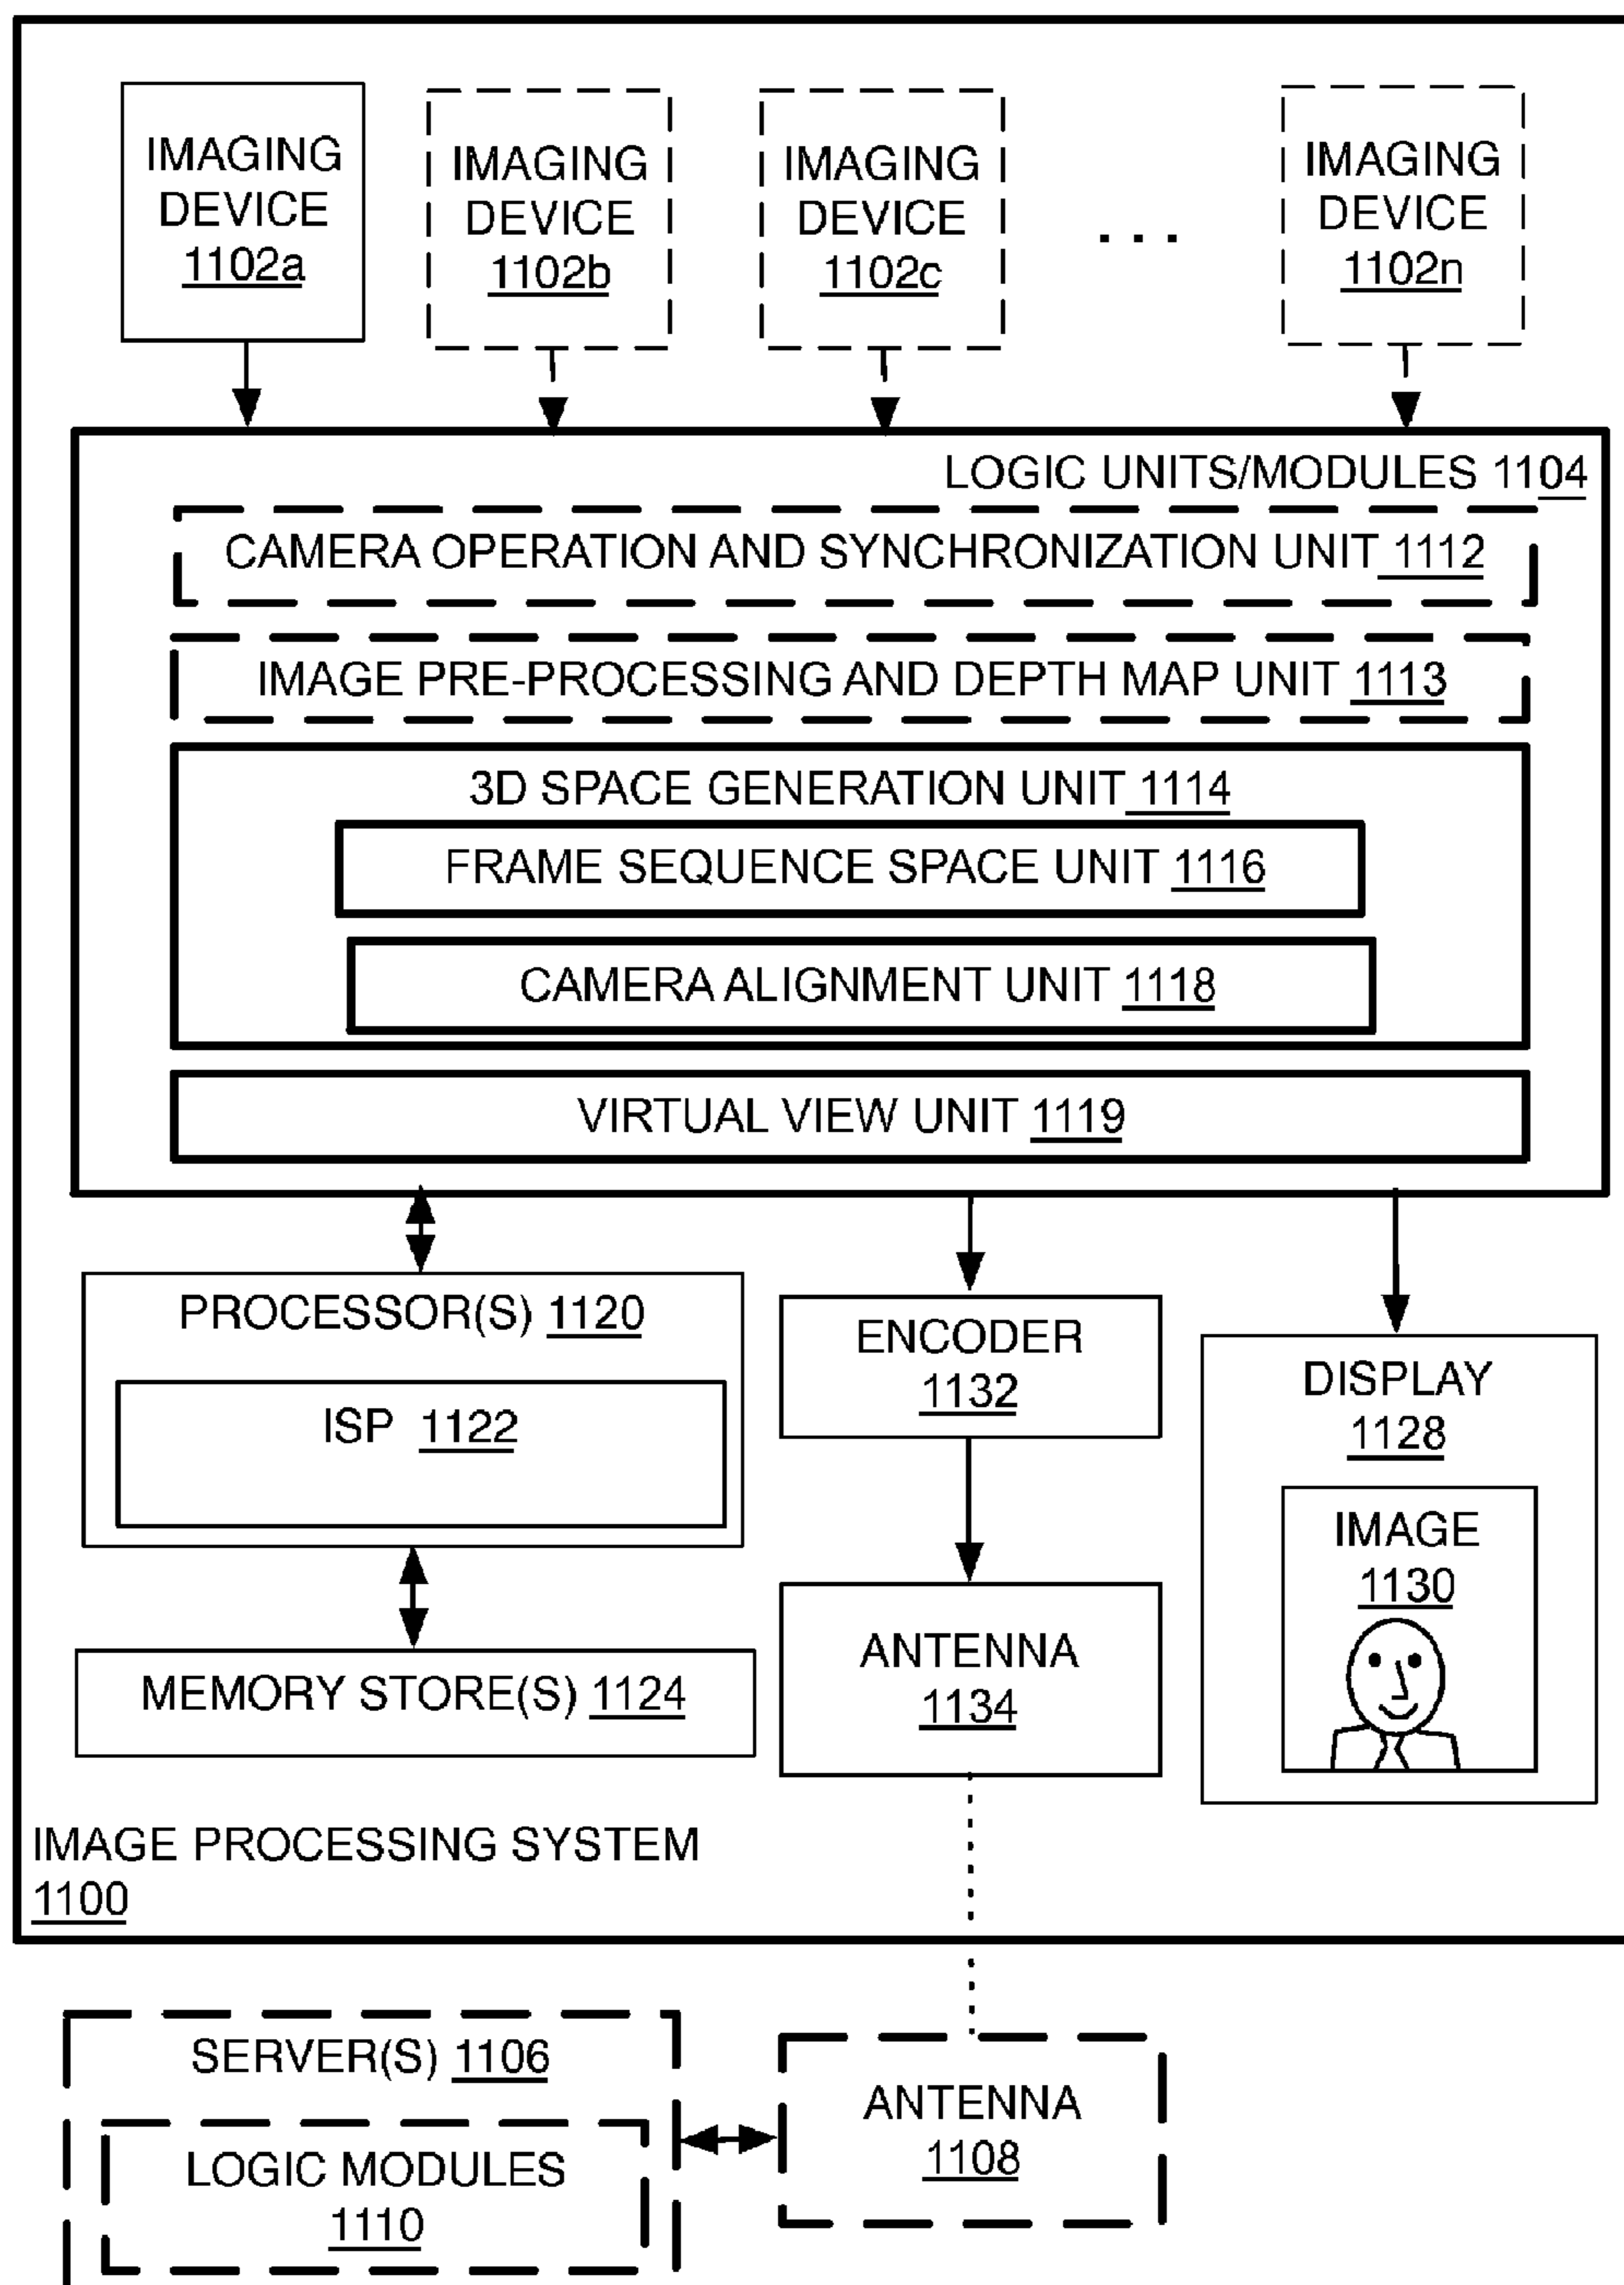 IMAGING
DEVICE
1102a
IMAGING
DEVICE
1102b
IMAGING
DEVICE
1102c
. . .
IMAGING
DEVICE
1102n
LOGIC UNITS/MODULES 1104
CAMERA OPERATION AND SYNCHRONIZATION UNIT 1112
IMAGE PRE-PROCESSING AND DEPTH MAP UNIT 1113
3D SPACE GENERATION UNIT 1114
FRAME SEQUENCE SPACE UNIT 1116
CAMERA ALIGNMENT UNIT 1118
VIRTUAL VIEW UNIT 1119
PROCESSOR(S) 1120
ISP 1122
MEMORY STORE(S) 1124
ENCODER
1132
ANTENNA
1134
DISPLAY
1128
IMAGE
1130
IMAGE PROCESSING SYSTEM
1100
SERVER(S) 1106
LOGIC MODULES
1110
ANTENNA
1108